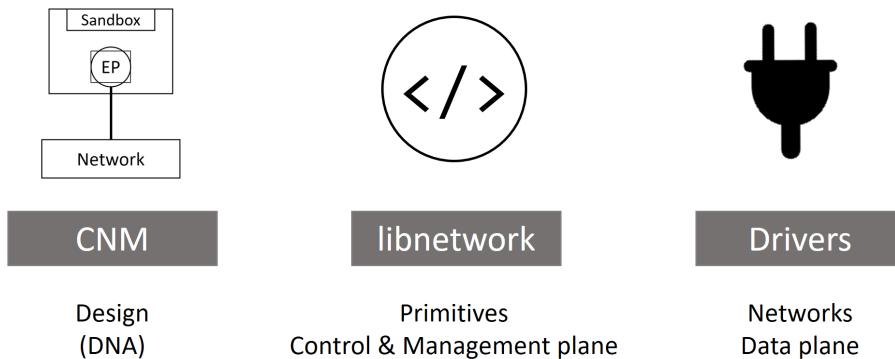 Sandbox
EP
Network
</>
CNM
libnetwork
Drivers
Design
(DNA)
Primitives
Control & Management plane
Networks
Data plane